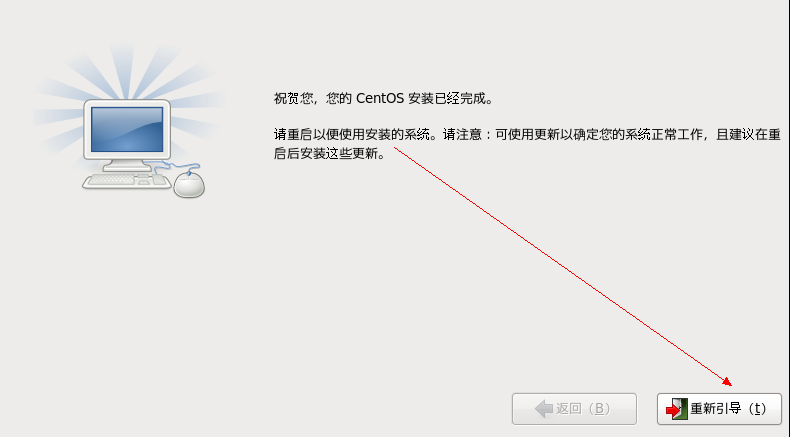 祝贺您，您的 CentOS 安装已经完成。
请重启以便使用安装的系统。请注意：可使用更新以确定您的系统正常工作，且建议在重
启后安装这些更新。
返回（B）
重新引导（t）